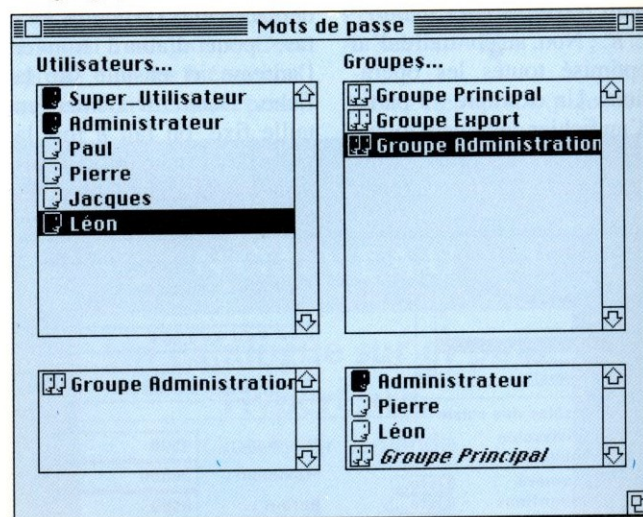 Mots de passe
Utilisateurs...
Super_Utilisateur
Administrateur
Paul
Pierre
Jacques
Léon
Groupes...
Groupe Principal
Groupe Export
Groupe Administration
Groupe Administration
Administrateur
Pierre
Léon
Groupe Principal